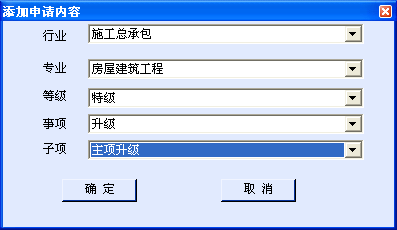 添加申请内容
行业 施工总承包
专业 房屋建筑工程
等级 特级
事项 升级
子项 主项升级
确 定 取 消